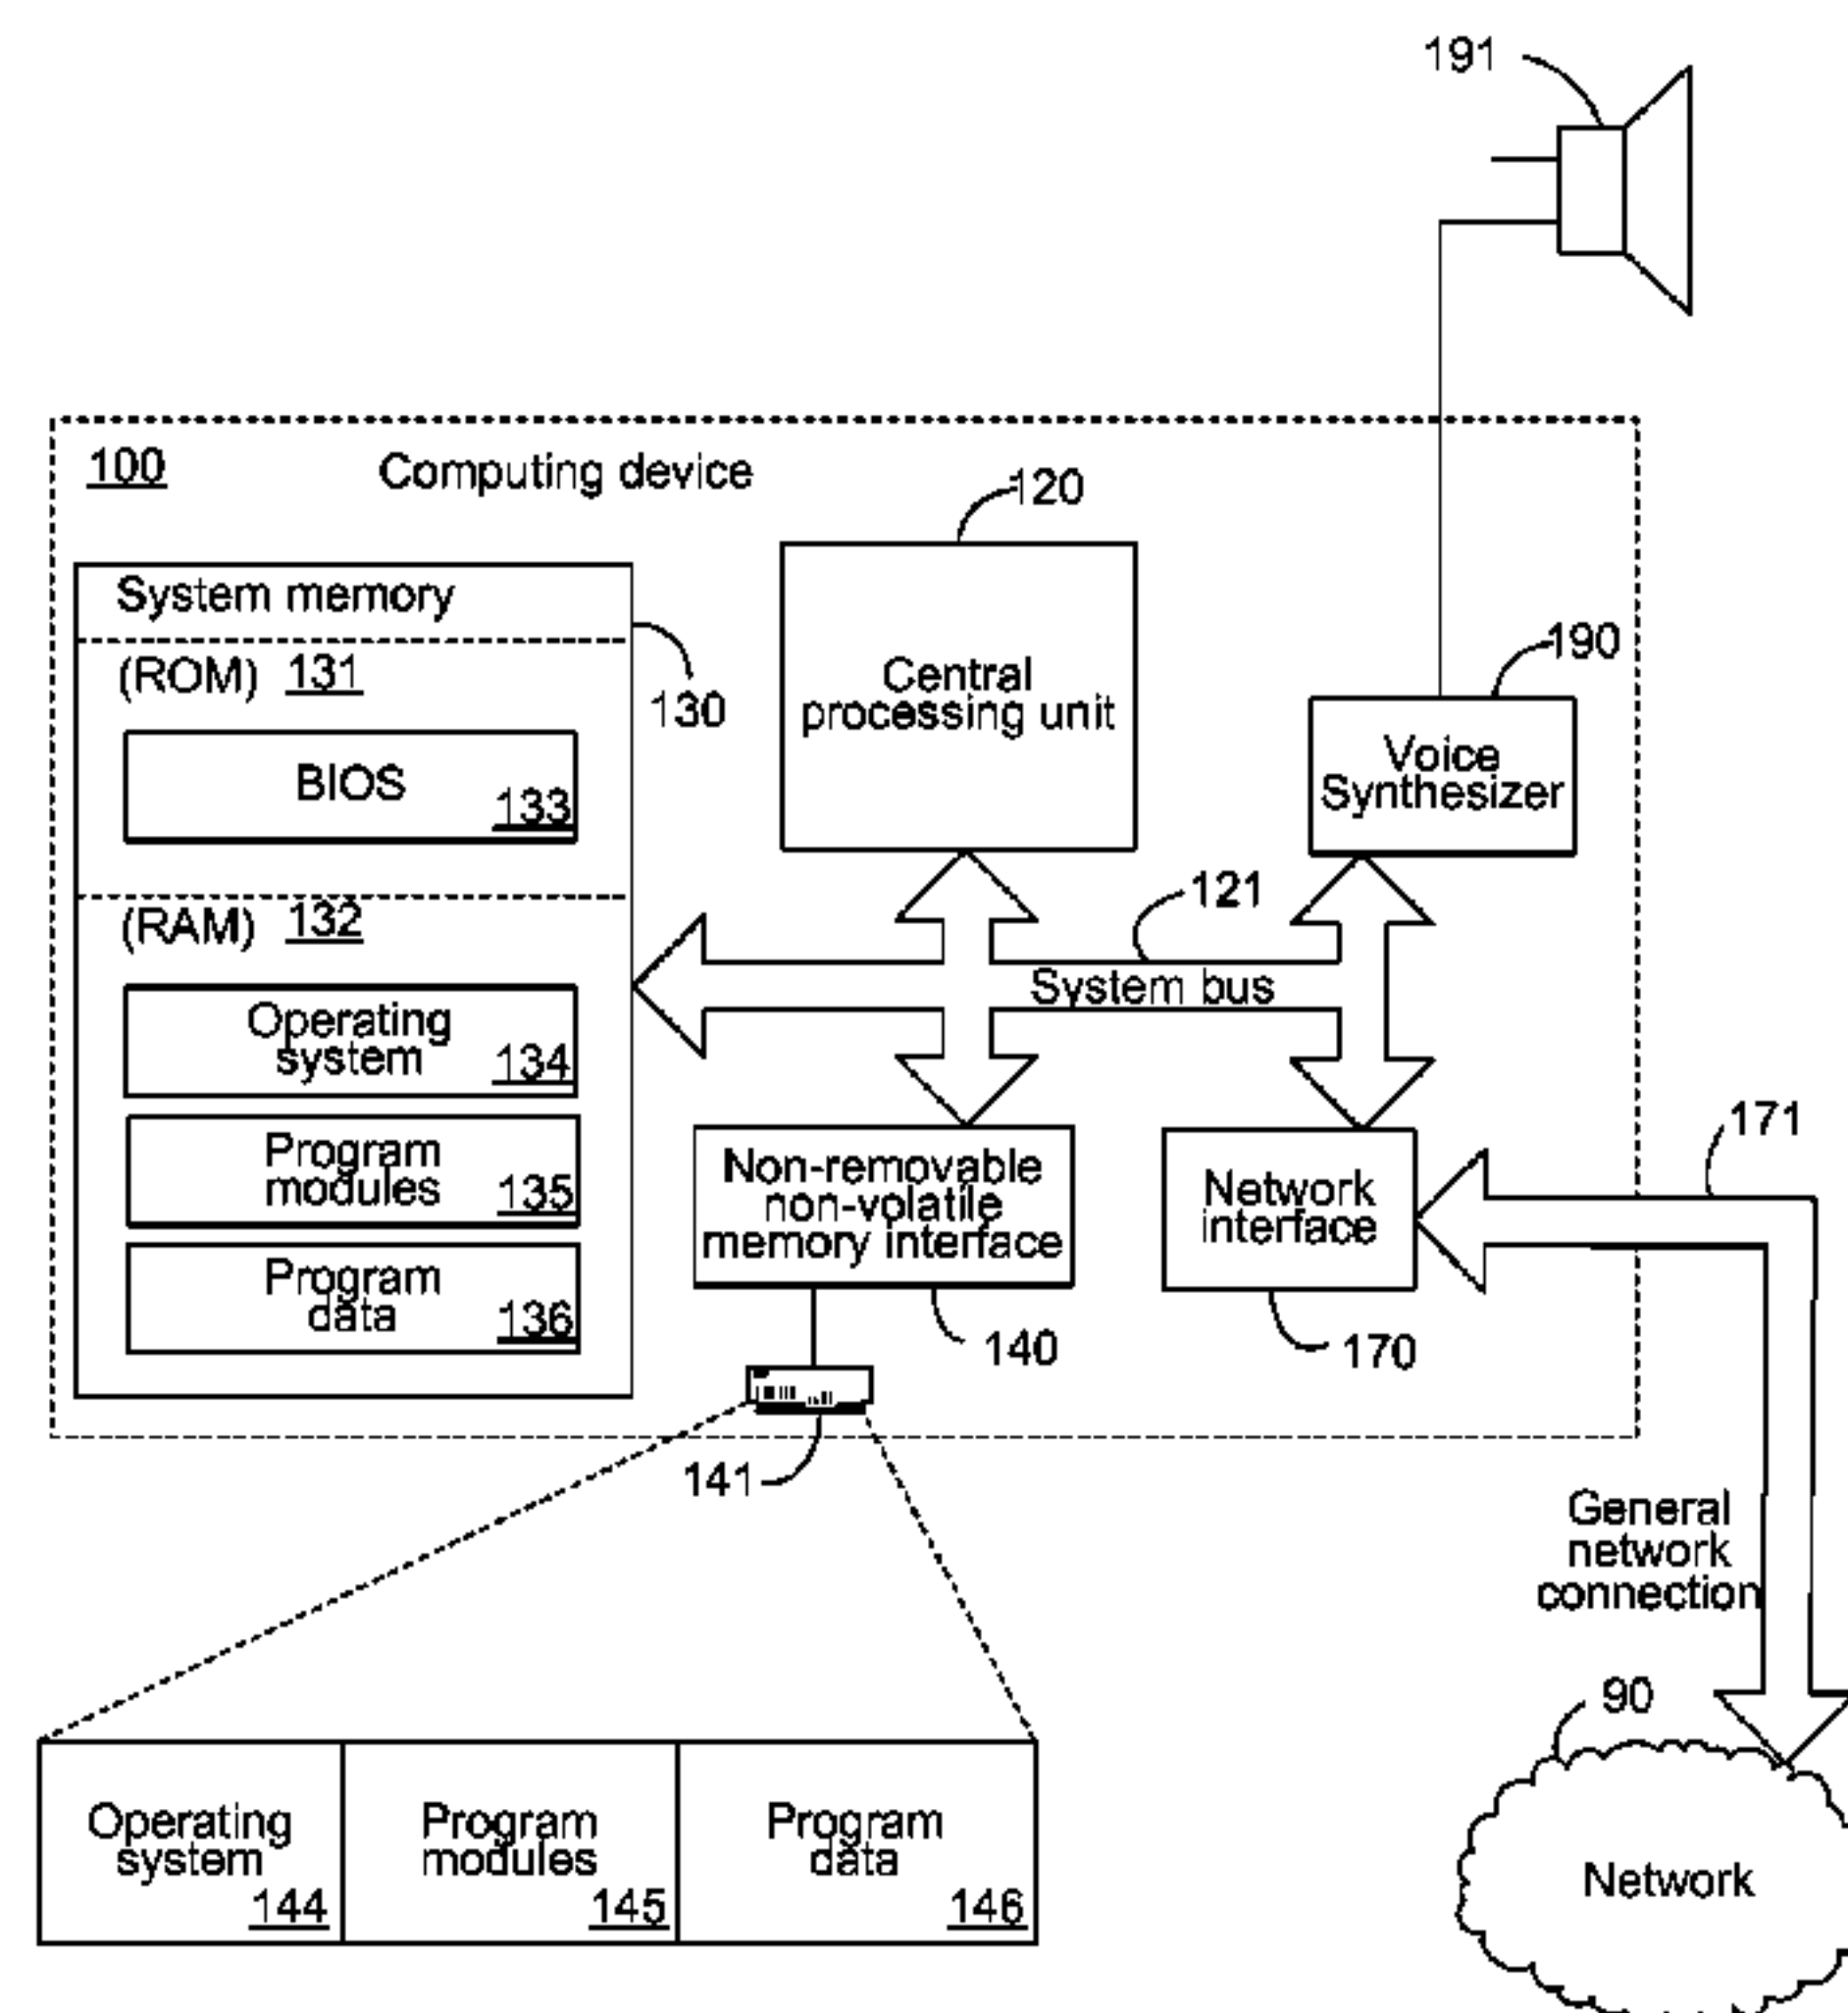 191
100 Computing device
120
System memory
(ROM) 131
130
BIOS
133
Central
processing unit
190
Voice
Synthesizer
121
System bus
(RAM) 132
Operating
system
134
Program
modules
135
Program
data
136
Non-removable
non-volatile
memory interface
140
Network
interface
170
171
141
General
network
connection
90
Operating
system
144
Program
modules
145
Program
data
146
Network